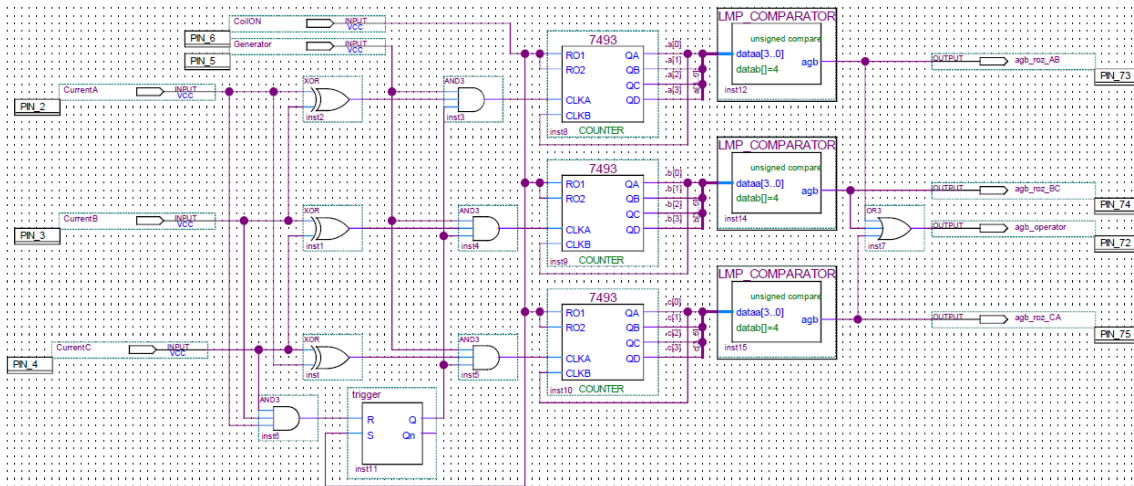 CoilON INPUT VCC
PIN_6
Generator INPUT VCC
PIN_5
CurrentA INPUT VCC
PIN_2
XOR
inst2
AND3
inst3
7493
RO1 QA
RO2 QB
QC
CLKA QD
CLKB
inst8 COUNTER
.a[0]
.a[1]
.a[2]
.a[3]
LMP_COMPARATOR
unsigned compare
dataa[3..0] agb
datab[]=4
inst12
OUTPUT agb_roz_AB
PIN_73
CurrentB INPUT VCC
PIN_3
XOR
inst1
AND3
inst4
7493
RO1 QA
RO2 QB
QC
CLKA QD
CLKB
inst9 COUNTER
.b[0]
.b[1]
.b[2]
.b[3]
LMP_COMPARATOR
unsigned compare
dataa[3..0] agb
datab[]=4
inst14
OUTPUT agb_roz_BC
PIN_74
OR3
inst7
OUTPUT agb_operator
PIN_72
CurrentC INPUT VCC
PIN_4
XOR
inst
AND3
inst5
7493
RO1 QA
RO2 QB
QC
CLKA QD
CLKB
inst10 COUNTER
.c[0]
.c[1]
.c[2]
.c[3]
LMP_COMPARATOR
unsigned compare
dataa[3..0] agb
datab[]=4
inst15
OUTPUT agb_roz_CA
PIN_75
AND3
inst6
trigger
R Q
S Qn
inst11